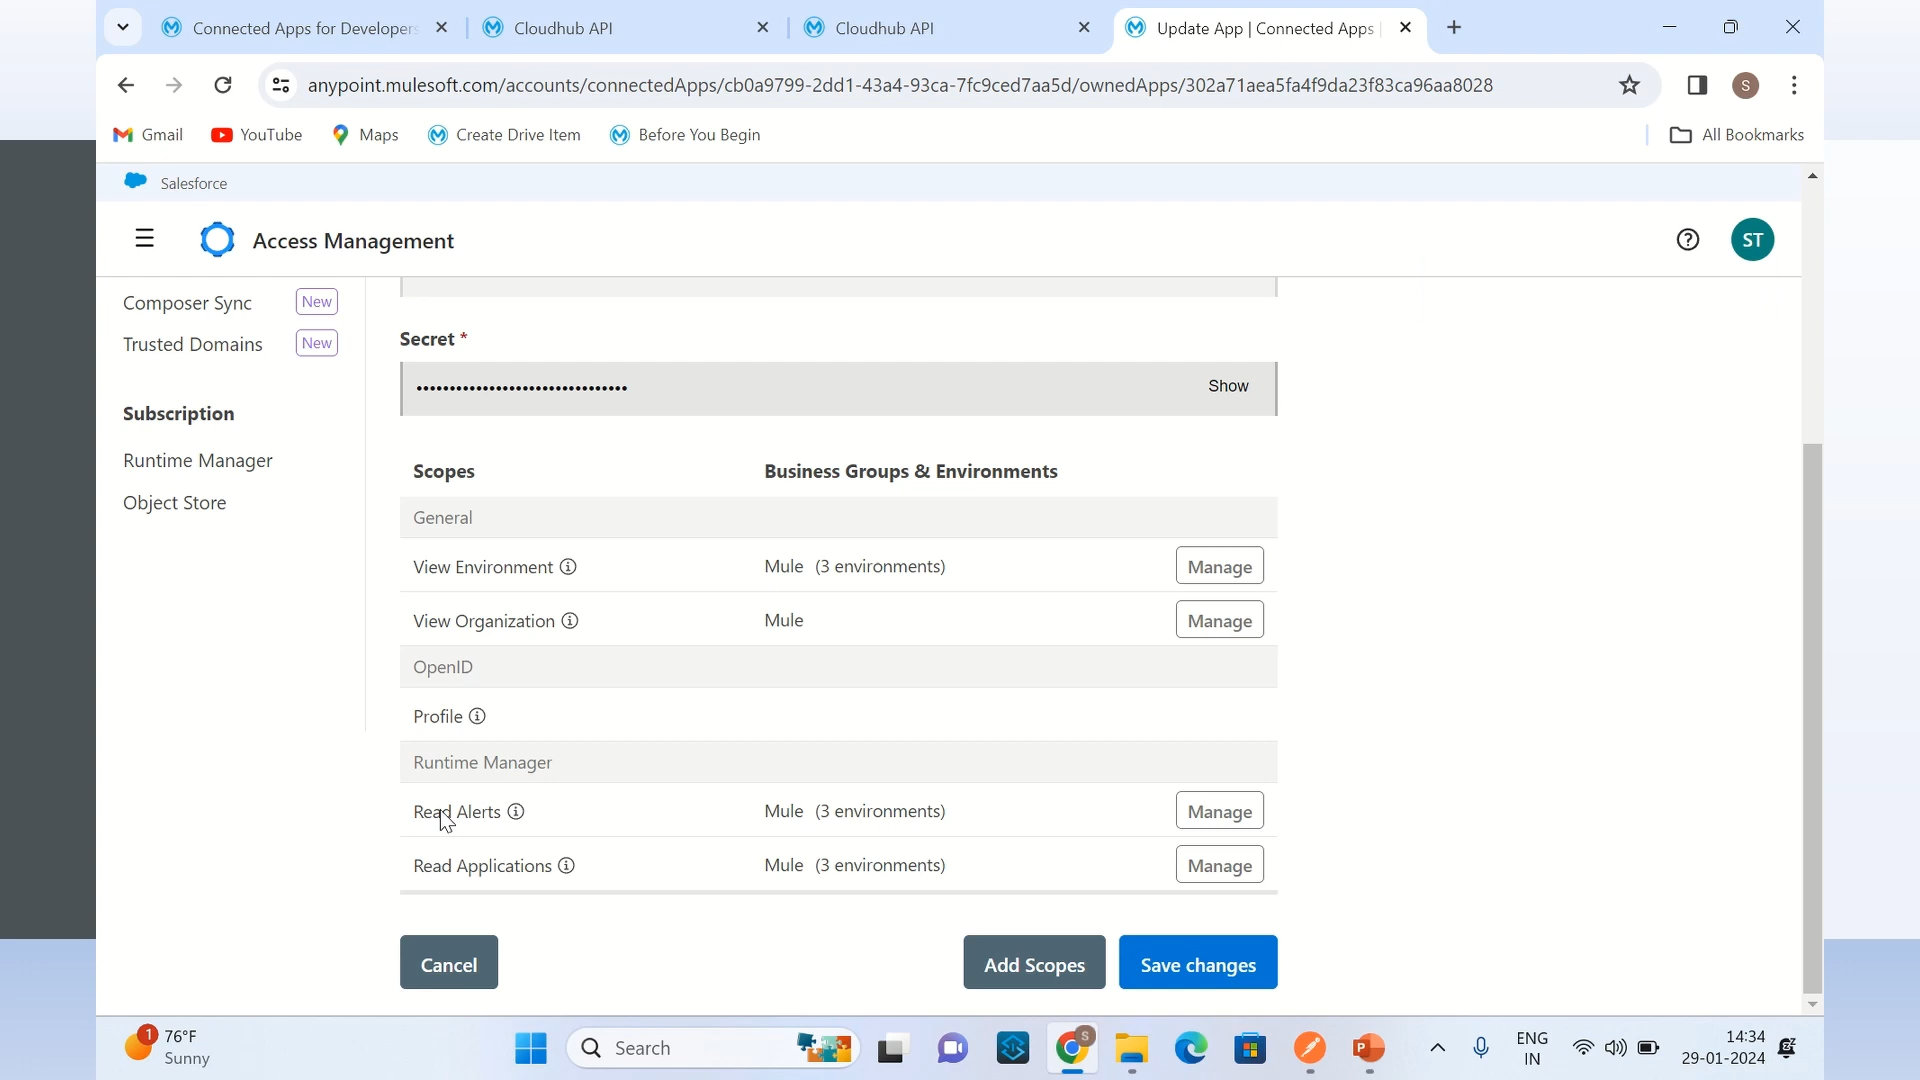 Connected Apps for Developers
Cloudhub API
Cloudhub API
Update App | Connected Apps |
anypoint.mulesoft.com/accounts/connectedApps/cb0a9799-2dd1-43a4-93ca-7fc9ced7aa5d/ownedApps/302a71aea5fa4f9da23f83ca96aa8028
S
Gmail
YouTube
Maps
Create Drive Item
Before You Begin
All Bookmarks
Salesforce
Access Management
ST
Composer Sync New
Trusted Domains New
Subscription
Runtime Manager
Object Store
Secret *
Show
Scopes Business Groups & Environments
General
View Environment Mule (3 environments) Manage
View Organization Mule Manage
OpenID
Profile
Runtime Manager
Read Alerts Mule (3 environments) Manage
Read Applications Mule (3 environments) Manage
Cancel Add Scopes Save changes
1
76°F
Sunny
Search
S
ENG
IN
14:34
29-01-2024